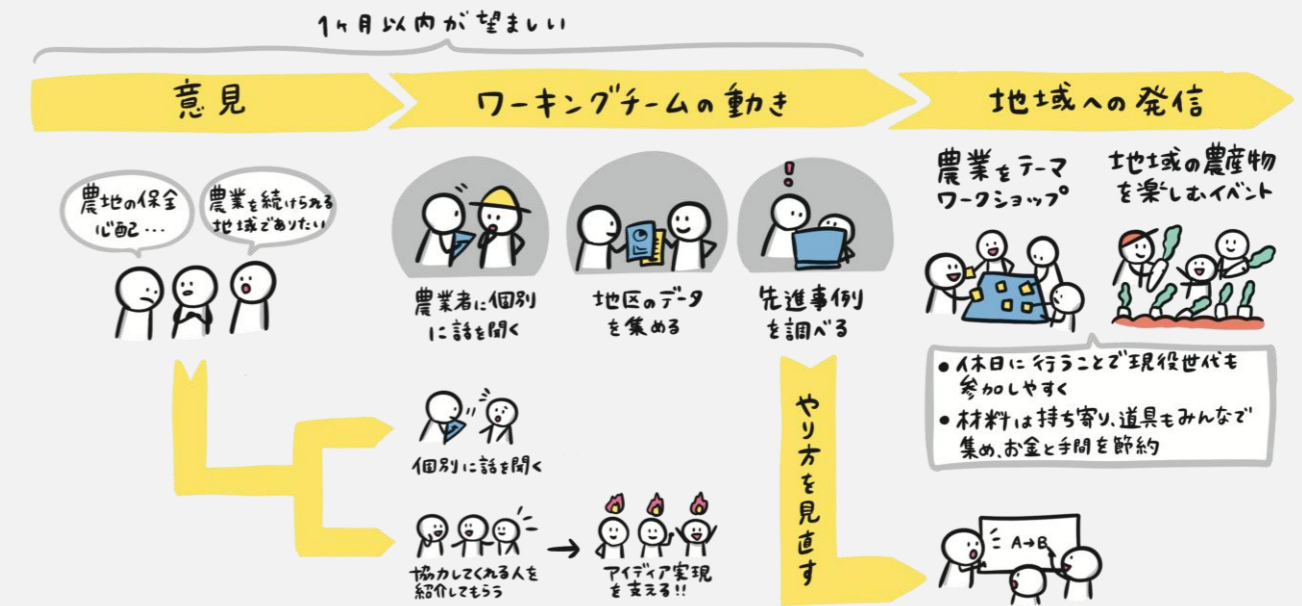 1ヶ月以内が望ましい
意見
ワーキングチームの動き
地域への発信
農地の保全
心配…
農業を続けられる
地域でありたい
農業者に個別
に話を聞く
地区のデータ
を集める
先進事例
を調べる
農業をテーマ
ワークショップ
地域の農産物
を楽しむイベント
•休日に行うことで現役世代も
参加しやすく
•材料は持ち寄り、道具もみんなで
集め、お金と手間を節約
個別に話を聞く
協力してくれる人を
紹介してもらう
→
アイディア実現
を支える!!
やり方を見直す
A→B